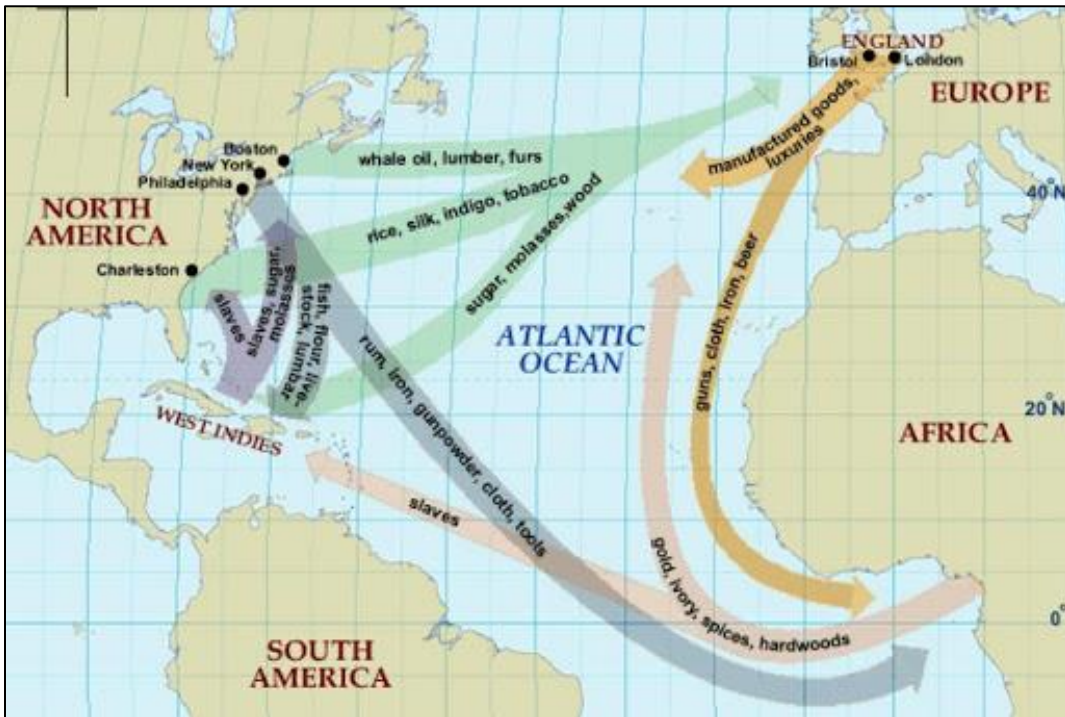 ENGLAND
Bristol
London
EUROPE
manufactured goods,
luxuries
Boston
New York
Philadelphia
whale oil, lumber, furs
40°N
NORTH
AMERICA
rice, silk, indigo, tobacco
sugar, molasses,wood
Charleston
slaves
slaves, sugar,
molasses
fish, flour, live-
stock, lumbar
guns, cloth, iron, beer
ATLANTIC
OCEAN
rum, iron, gunpowder, cloth, tools
20°N
WEST INDIES
AFRICA
slaves
gold, ivory, spices, hardwoods
0°
SOUTH
AMERICA